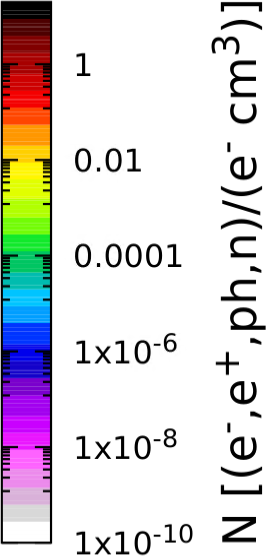 1
0.01
0.0001
1x10⁻⁶
1x10⁻⁸
1x10⁻¹⁰
N [(e⁻,e⁺,ph,n)/(e⁻ cm³)]